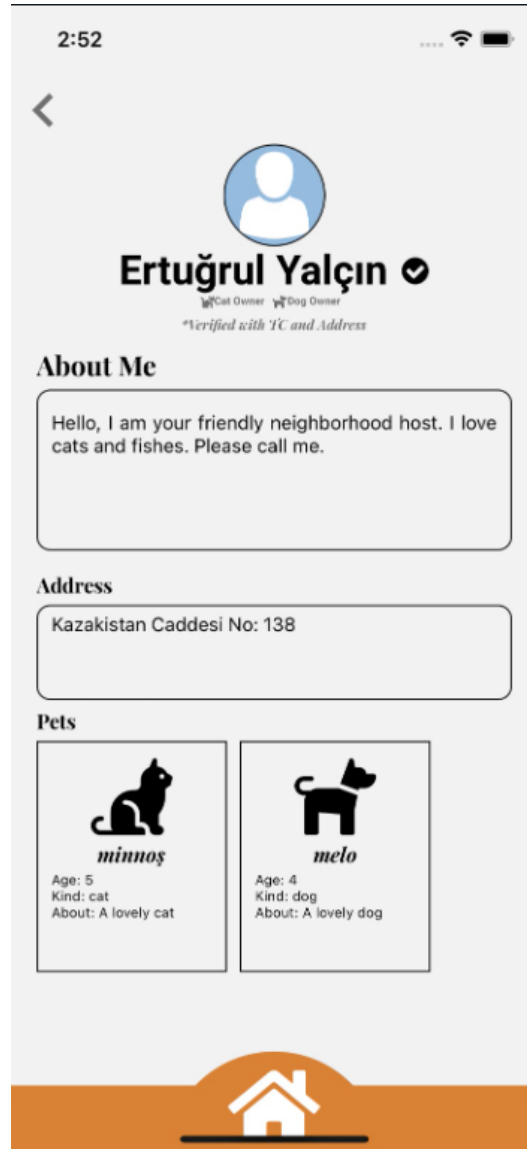 2:52
Ertuğrul Yalçın
Cat Owner Dog Owner
*Verified with TC and Address
About Me
Hello, I am your friendly neighborhood host. I love
cats and fishes. Please call me.
Address
Kazakistan Caddesi No: 138
Pets
minnoş
Age: 5
Kind: cat
About: A lovely cat
melo
Age: 4
Kind: dog
About: A lovely dog